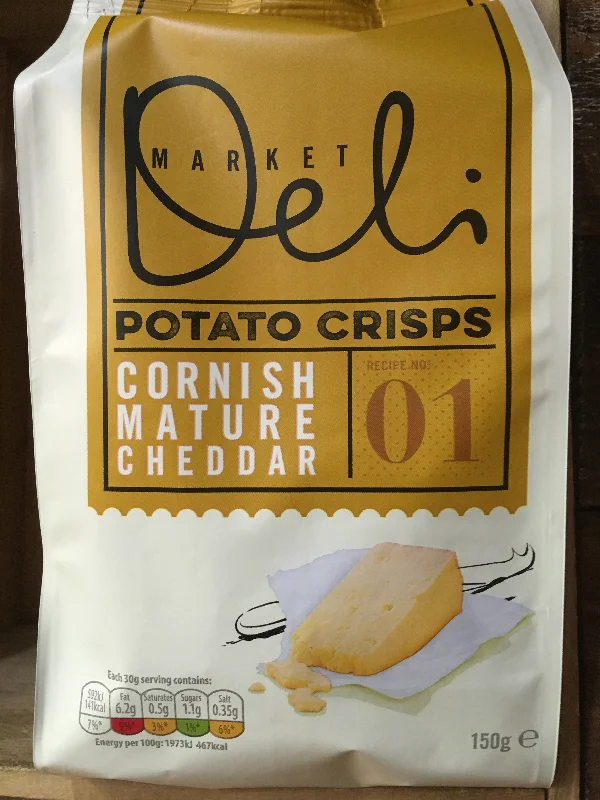 MARKET
Deli
POTATO CRISPS
CORNISH
MATURE
CHEDDAR
RECIPE NO:
01
Each 30g serving contains:
592kJ
141kcal
7%*
Fat
6.2g
9%*
Saturates
0.5g
3%*
Sugars
1.1g
1%*
Salt
0.35g
6%*
Energy per 100g: 1973kJ 467kcal
150g ℮